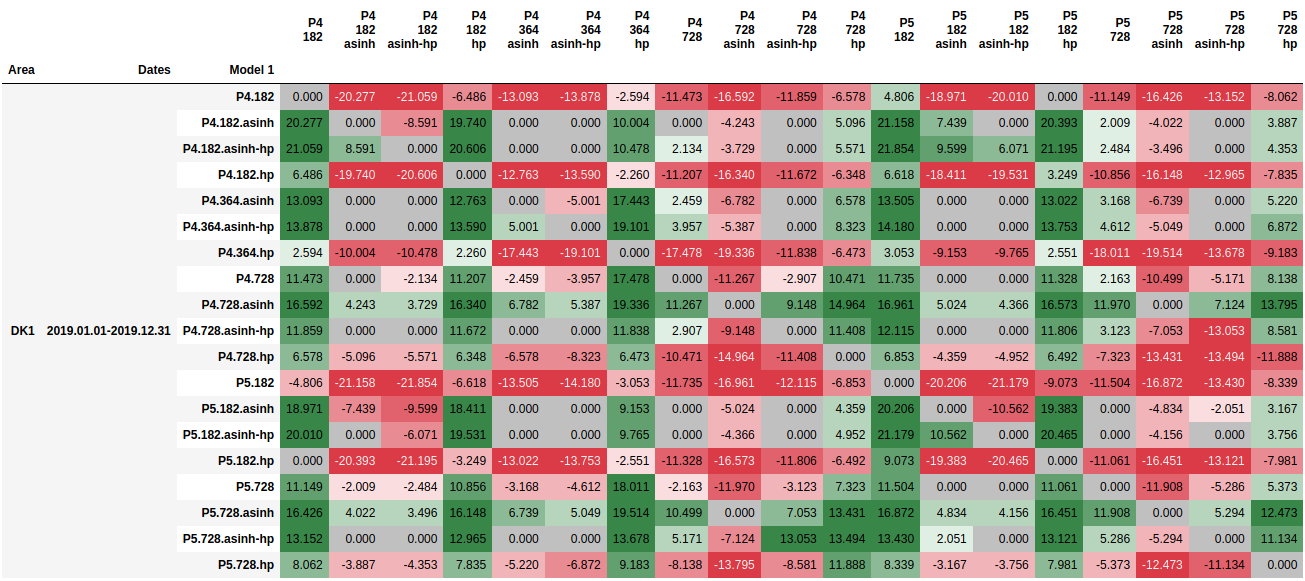 P4 182
P4 182 asinh
P4 182 asinh-hp
P4 182 hp
P4 364 asinh
P4 364 asinh-hp
P4 364 hp
P4 728
P4 728 asinh
P4 728 asinh-hp
P4 728 hp
P5 182
P5 182 asinh
P5 182 asinh-hp
P5 182 hp
P5 728
P5 728 asinh
P5 728 asinh-hp
P5 728 hp
Area Dates Model 1
P4.182 0.000 -20.277 -21.059 -6.486 -13.093 -13.878 -2.594 -11.473 -16.592 -11.859 -6.578 4.806 -18.971 -20.010 0.000 -11.149 -16.426 -13.152 -8.062
P4.182.asinh 20.277 0.000 -8.591 19.740 0.000 0.000 10.004 0.000 -4.243 0.000 5.096 21.158 7.439 0.000 20.393 2.009 -4.022 0.000 3.887
P4.182.asinh-hp 21.059 8.591 0.000 20.606 0.000 0.000 10.478 2.134 -3.729 0.000 5.571 21.854 9.599 6.071 21.195 2.484 -3.496 0.000 4.353
P4.182.hp 6.486 -19.740 -20.606 0.000 -12.763 -13.590 -2.260 -11.207 -16.340 -11.672 -6.348 6.618 -18.411 -19.531 3.249 -10.856 -16.148 -12.965 -7.835
P4.364.asinh 13.093 0.000 0.000 12.763 0.000 -5.001 17.443 2.459 -6.782 0.000 6.578 13.505 0.000 0.000 13.022 3.168 -6.739 0.000 5.220
P4.364.asinh-hp 13.878 0.000 0.000 13.590 5.001 0.000 19.101 3.957 -5.387 0.000 8.323 14.180 0.000 0.000 13.753 4.612 -5.049 0.000 6.872
P4.364.hp 2.594 -10.004 -10.478 2.260 -17.443 -19.101 0.000 -17.478 -19.336 -11.838 -6.473 3.053 -9.153 -9.765 2.551 -18.011 -19.514 -13.678 -9.183
P4.728 11.473 0.000 -2.134 11.207 -2.459 -3.957 17.478 0.000 -11.267 -2.907 10.471 11.735 0.000 0.000 11.328 2.163 -10.499 -5.171 8.138
P4.728.asinh 16.592 4.243 3.729 16.340 6.782 5.387 19.336 11.267 0.000 9.148 14.964 16.961 5.024 4.366 16.573 11.970 0.000 7.124 13.795
DK1 2019.01.01-2019.12.31 P4.728.asinh-hp 11.859 0.000 0.000 11.672 0.000 0.000 11.838 2.907 -9.148 0.000 11.408 12.115 0.000 0.000 11.806 3.123 -7.053 -13.053 8.581
P4.728.hp 6.578 -5.096 -5.571 6.348 -6.578 -8.323 6.473 -10.471 -14.964 -11.408 0.000 6.853 -4.359 -4.952 6.492 -7.323 -13.431 -13.494 -11.888
P5.182 -4.806 -21.158 -21.854 -6.618 -13.505 -14.180 -3.053 -11.735 -16.961 -12.115 -6.853 0.000 -20.206 -21.179 -9.073 -11.504 -16.872 -13.430 -8.339
P5.182.asinh 18.971 -7.439 -9.599 18.411 0.000 0.000 9.153 0.000 -5.024 0.000 4.359 20.206 0.000 -10.562 19.383 0.000 -4.834 -2.051 3.167
P5.182.asinh-hp 20.010 0.000 -6.071 19.531 0.000 0.000 9.765 0.000 -4.366 0.000 4.952 21.179 10.562 0.000 20.465 0.000 -4.156 0.000 3.756
P5.182.hp 0.000 -20.393 -21.195 -3.249 -13.022 -13.753 -2.551 -11.328 -16.573 -11.806 -6.492 9.073 -19.383 -20.465 0.000 -11.061 -16.451 -13.121 -7.981
P5.728 11.149 -2.009 -2.484 10.856 -3.168 -4.612 18.011 -2.163 -11.970 -3.123 7.323 11.504 0.000 0.000 11.061 0.000 -11.908 -5.286 5.373
P5.728.asinh 16.426 4.022 3.496 16.148 6.739 5.049 19.514 10.499 0.000 7.053 13.431 16.872 4.834 4.156 16.451 11.908 0.000 5.294 12.473
P5.728.asinh-hp 13.152 0.000 0.000 12.965 0.000 0.000 13.678 5.171 -7.124 13.053 13.494 13.430 2.051 0.000 13.121 5.286 -5.294 0.000 11.134
P5.728.hp 8.062 -3.887 -4.353 7.835 -5.220 -6.872 9.183 -8.138 -13.795 -8.581 11.888 8.339 -3.167 -3.756 7.981 -5.373 -12.473 -11.134 0.000